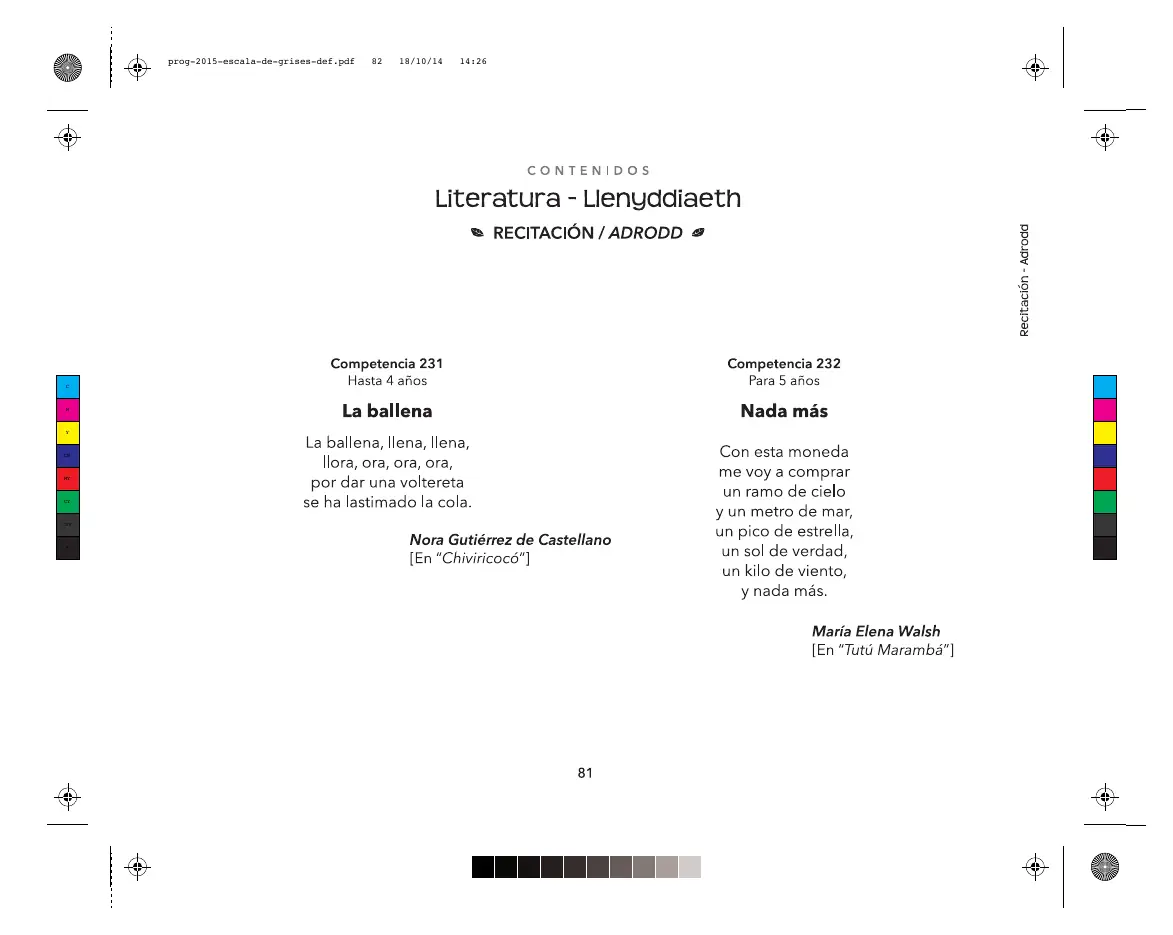 prog-2015-escala-de-grises-def.pdf 82 18/10/14 14:26
CONTENIDOS
Literatura - Llenyddiaeth
RECITACIÓN / ADRODD
Recitación - Adrodd
Competencia 231
Hasta 4 años
La ballena
La ballena, llena, llena,
llora, ora, ora, ora,
por dar una voltereta
se ha lastimado la cola.
Nora Gutiérrez de Castellano
[En “Chiviricocó”]
Competencia 232
Para 5 años
Nada más
Con esta moneda
me voy a comprar
un ramo de cielo
y un metro de mar,
un pico de estrella,
un sol de verdad,
un kilo de viento,
y nada más.
María Elena Walsh
[En “Tutú Marambá”]
81